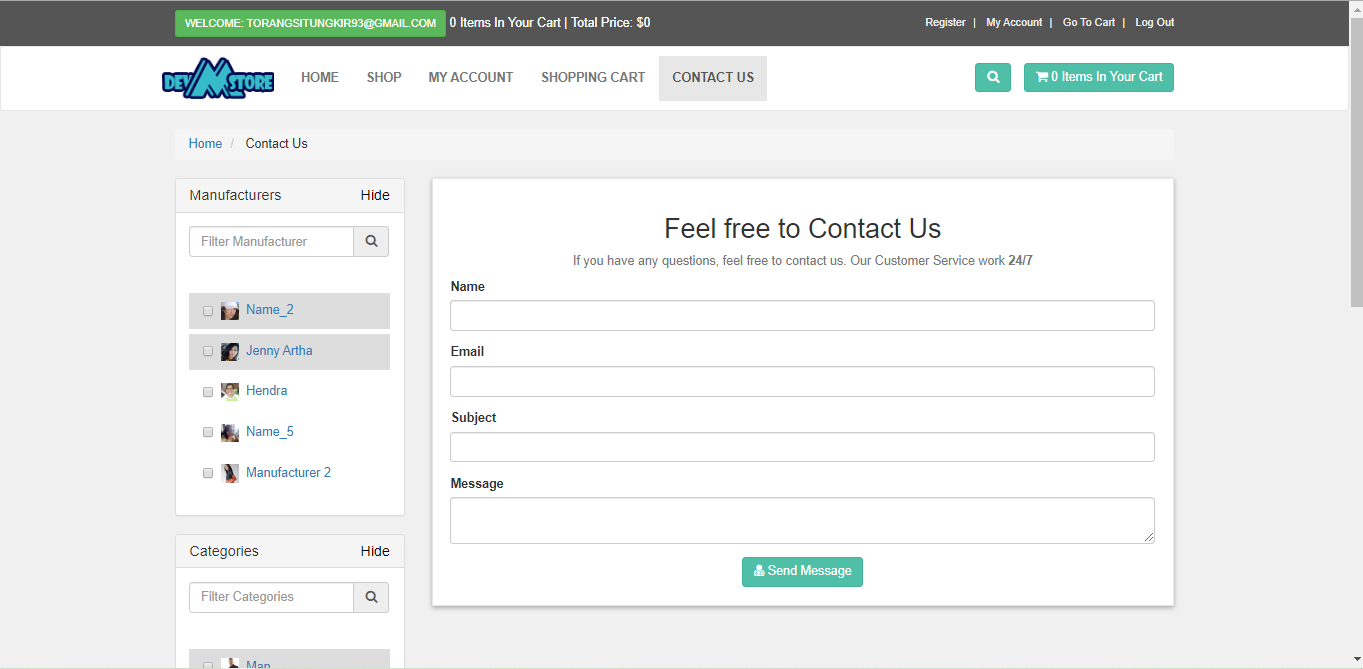 WELCOME: TORANGSITUNGKIR93@GMAIL.COM 0 Items In Your Cart | Total Price: $0 Register | My Account | Go To Cart | Log Out
DEV M STORE HOME SHOP MY ACCOUNT SHOPPING CART CONTACT US 0 Items In Your Cart
Home / Contact Us
Manufacturers Hide
Filter Manufacturer
Name_2
Jenny Artha
Hendra
Name_5
Manufacturer 2
Categories Hide
Filter Categories
Man
Feel free to Contact Us
If you have any questions, feel free to contact us. Our Customer Service work 24/7
Name
Email
Subject
Message
Send Message